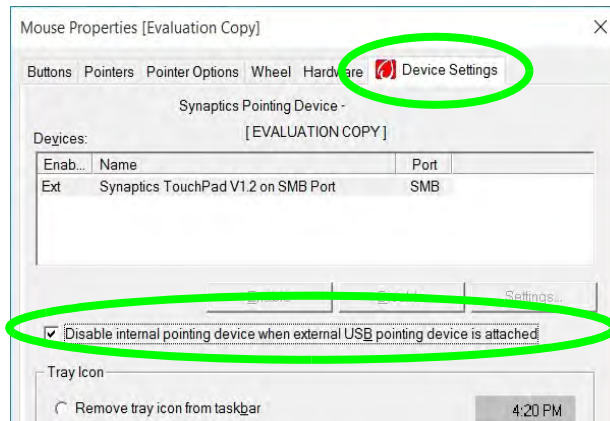 Mouse Properties [Evaluation Copy]
Buttons Pointers Pointer Options Wheel Hardware Device Settings
Synaptics Pointing Device -
[ EVALUATION COPY ]
Devices:
Enab... Name Port
Ext Synaptics TouchPad V1.2 on SMB Port SMB
Settings...
Disable internal pointing device when external USB pointing device is attached
Tray Icon
Remove tray icon from taskbar
4:20 PM